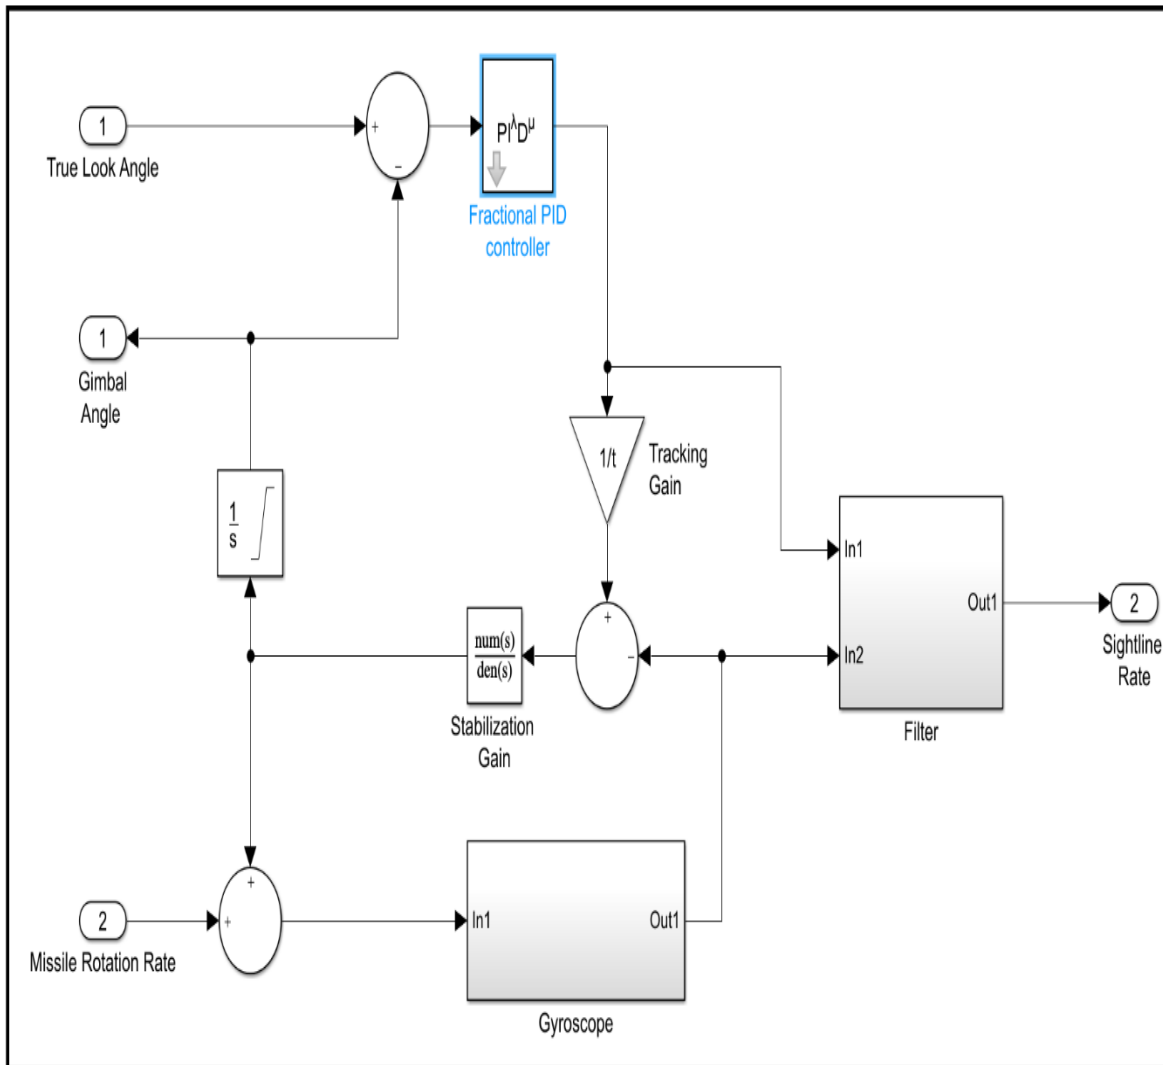 1
True Look Angle
+
−
PI^λD^μ
Fractional PID
controller
1
Gimbal
Angle
1/t
Tracking
Gain
1
s
In1
In2
Out1
Filter
2
Sightline
Rate
+
−
num(s)
den(s)
Stabilization
Gain
+
+
2
Missile Rotation Rate
In1
Out1
Gyroscope